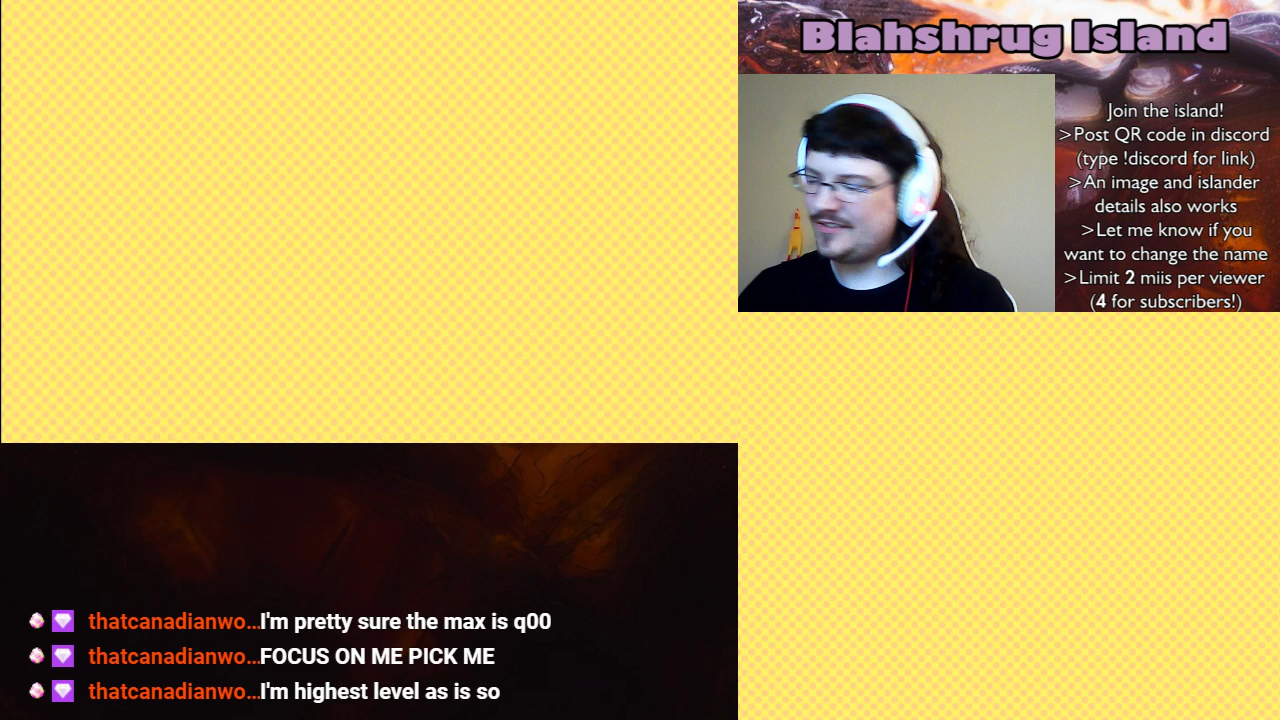 Blahshrug Island
Join the island!
>Post QR code in discord
(type !discord for link)
>An image and islander
details also works
>Let me know if you
want to change the name
>Limit 2 miis per viewer
(4 for subscribers!)
thatcanadianwo...I'm pretty sure the max is q00
thatcanadianwo...FOCUS ON ME PICK ME
thatcanadianwo...I'm highest level as is so